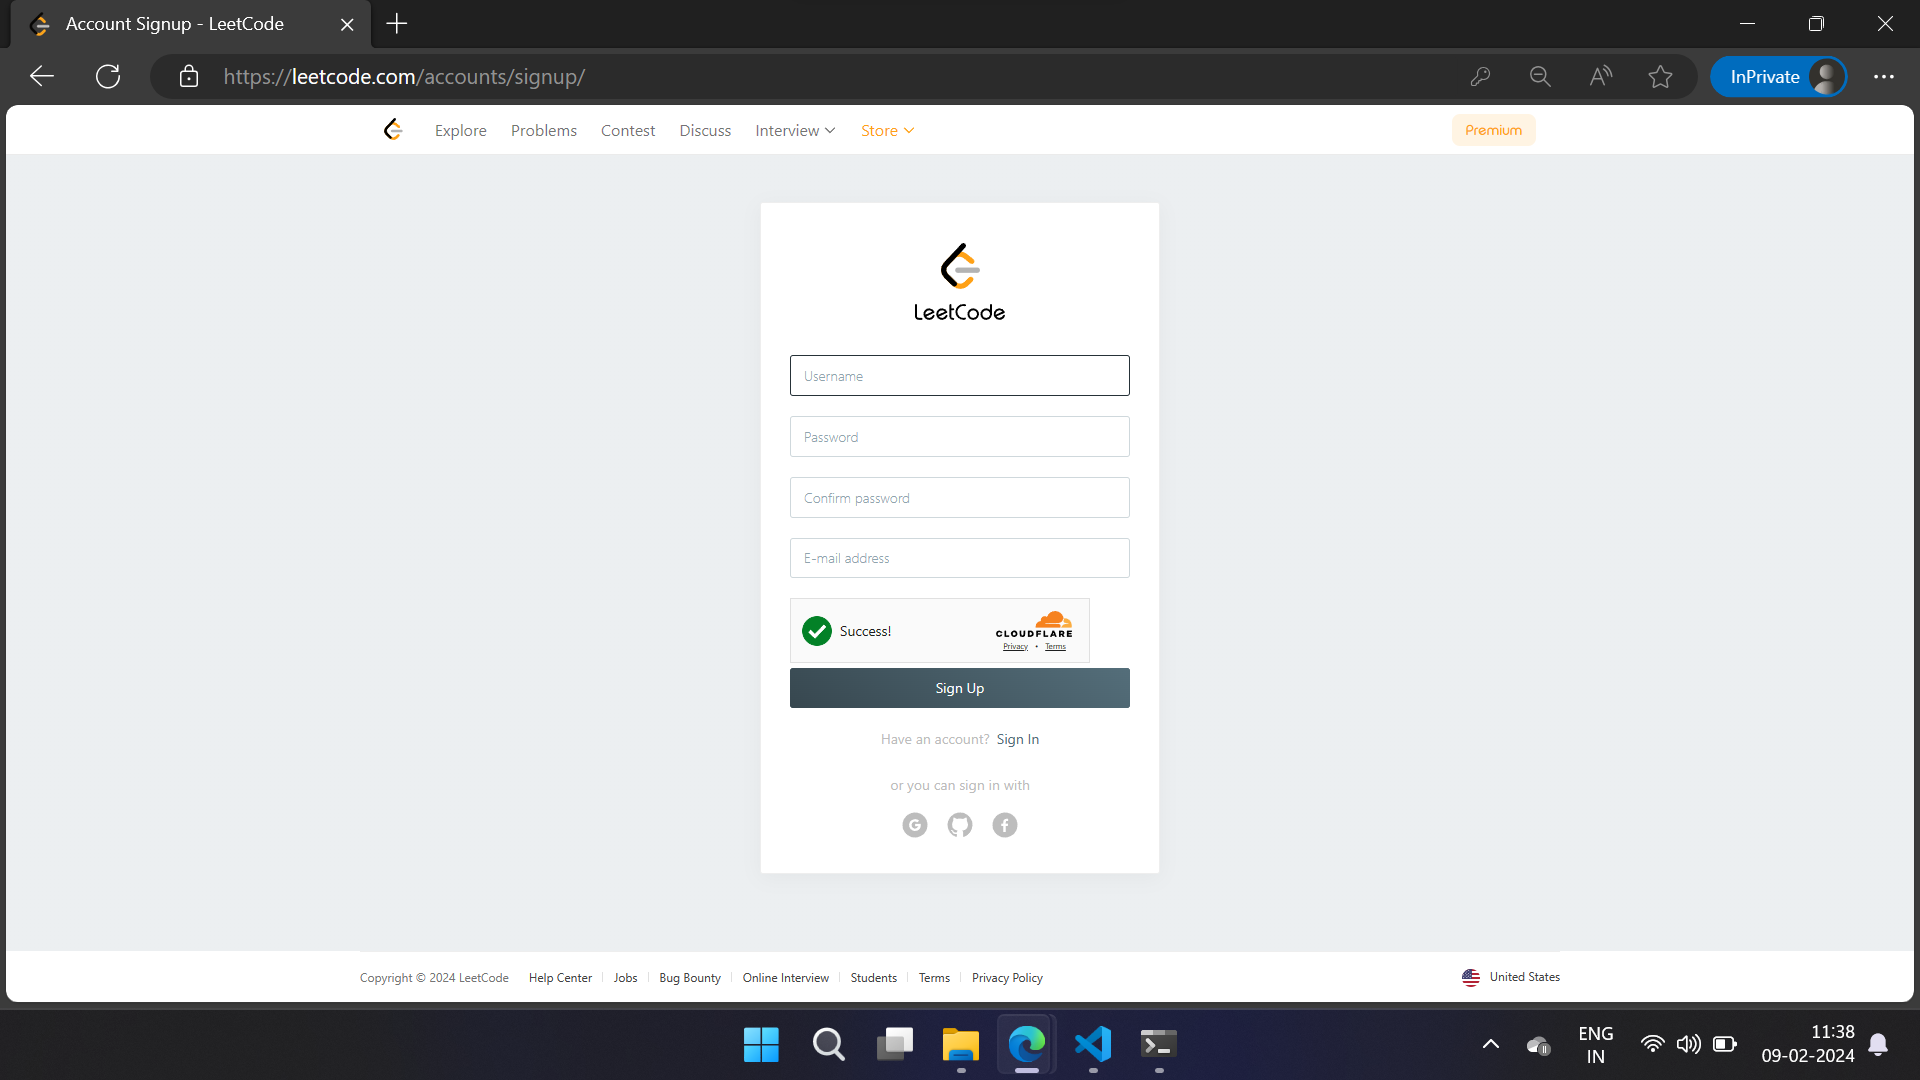 Account Signup - LeetCode
https://leetcode.com/accounts/signup/
InPrivate
Explore Problems Contest Discuss Interview Store Premium
LeetCode
Username
Password
Confirm password
E-mail address
Success!
CLOUDFLARE
Privacy • Terms
Sign Up
Have an account? Sign In
or you can sign in with
Copyright © 2024 LeetCode Help Center Jobs Bug Bounty Online Interview Students Terms Privacy Policy United States
ENG
IN
11:38
09-02-2024